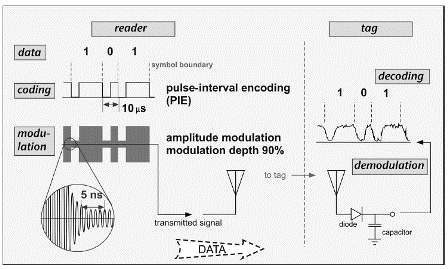 reader
tag
data
1 0 1
symbol boundary
coding
pulse-interval encoding
(PIE)
10 µs
decoding
1 0 1
modu-
lation
amplitude modulation
modulation depth 90%
demodulation
5 ns
to tag
transmitted signal
diode
capacitor
DATA